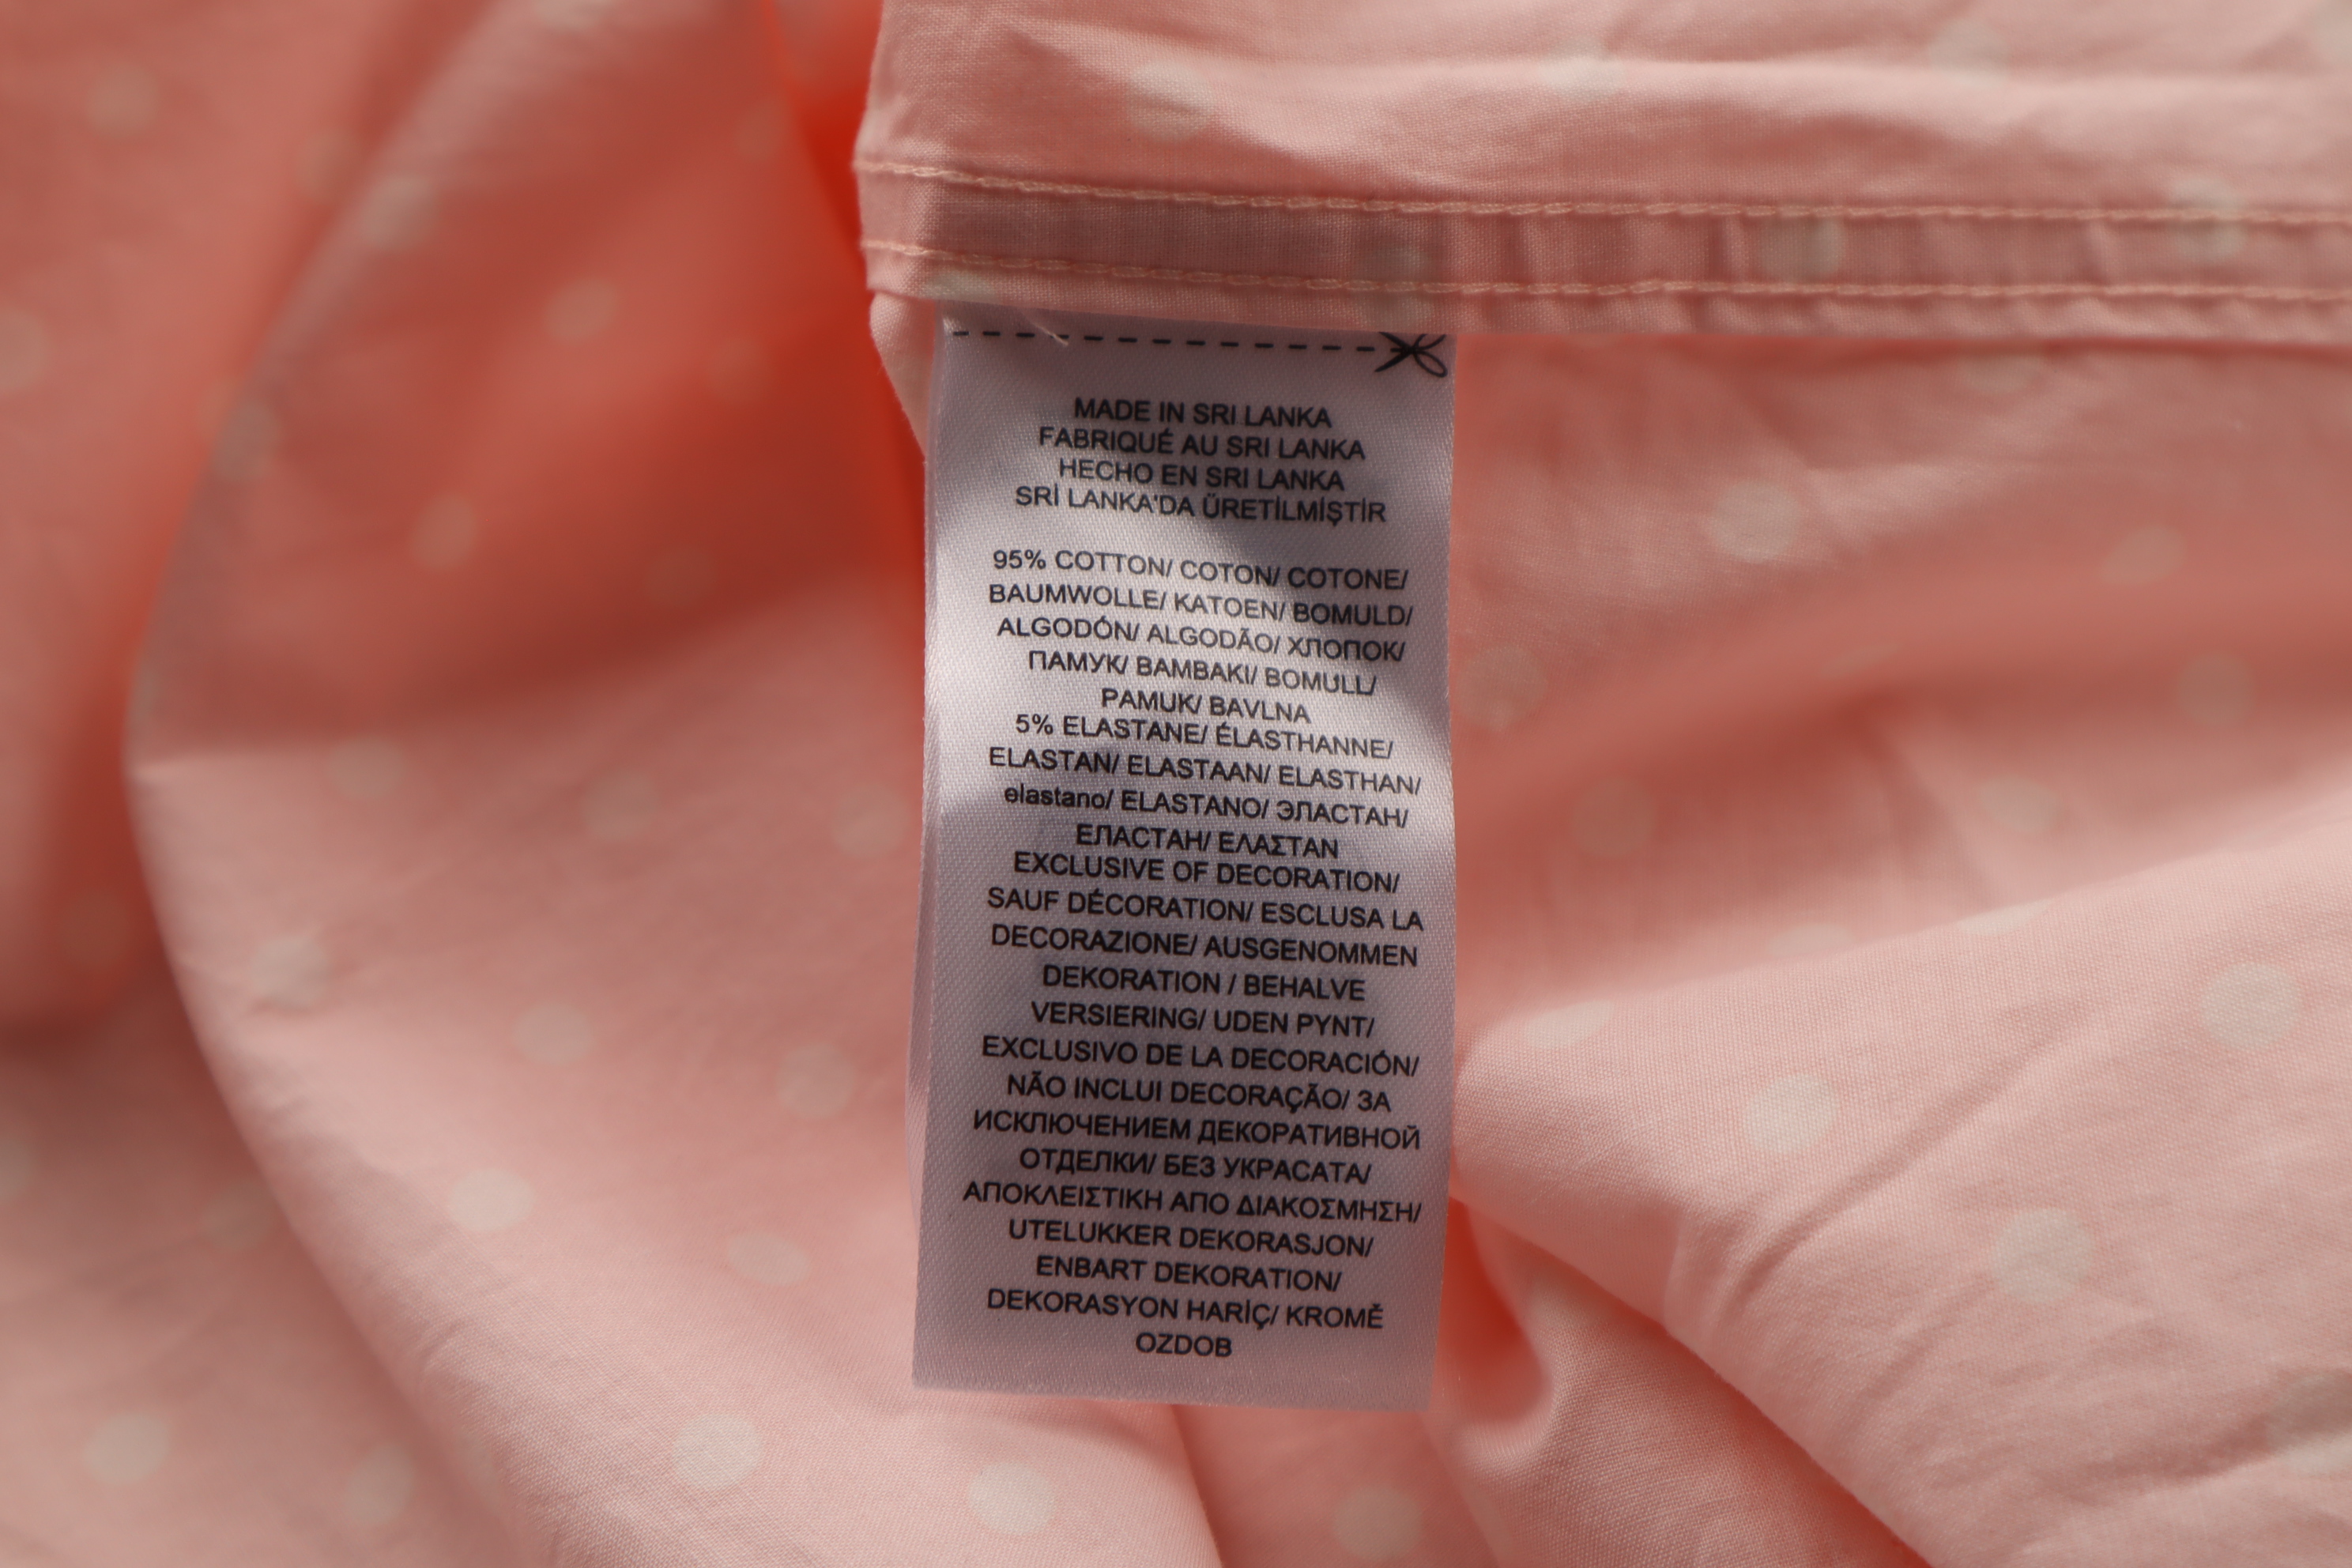 MADE IN SRI LANKA
FABRIQUÉ AU SRI LANKA
HECHO EN SRI LANKA
SRİ LANKA'DA ÜRETİLMİŞTİR
95% COTTON/ COTON/ COTONE/
BAUMWOLLE/ KATOEN/ BOMULD/
ALGODÓN/ ALGODÃO/ ХЛОПОК/
ПАМУК/ BAMBAKI/ BOMULL/
PAMUK/ BAVLNA
5% ELASTANE/ ÉLASTHANNE/
ELASTAN/ ELASTAAN/ ELASTHAN/
elastano/ ELASTANO/ ЭЛАСТАН/
ЕЛАСТАН/ ΕΛΑΣΤΑΝ
EXCLUSIVE OF DECORATION/
SAUF DÉCORATION/ ESCLUSA LA
DECORAZIONE/ AUSGENOMMEN
DEKORATION / BEHALVE
VERSIERING/ UDEN PYNT/
EXCLUSIVO DE LA DECORACIÓN/
NÃO INCLUI DECORAÇÃO/ ЗА
ИСКЛЮЧЕНИЕМ ДЕКОРАТИВНОЙ
ОТДЕЛКИ/ БЕЗ УКРАСАТА/
ΑΠΟΚΛΕΙΣΤΙΚΗ ΑΠΟ ΔΙΑΚΟΣΜΗΣΗ/
UTELUKKER DEKORASJON/
ENBART DEKORATION/
DEKORASYON HARİÇ/ KROMĚ
OZDOB